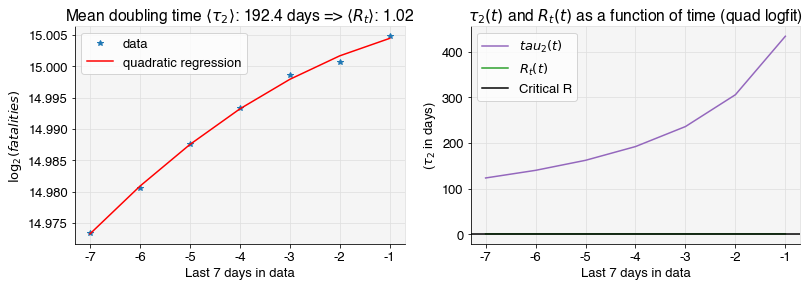 Mean doubling time ⟨τ₂⟩: 192.4 days => ⟨Rₜ⟩: 1.02
15.005
15.000
14.995
14.990
14.985
14.980
14.975
log₂(fatalities)
data
quadratic regression
-7 -6 -5 -4 -3 -2 -1
Last 7 days in data
τ₂(t) and Rₜ(t) as a function of time (quad logfit)
400
300
200
100
0
(τ₂ in days)
tau₂(t)
Rₜ(t)
Critical R
-7 -6 -5 -4 -3 -2 -1
Last 7 days in data